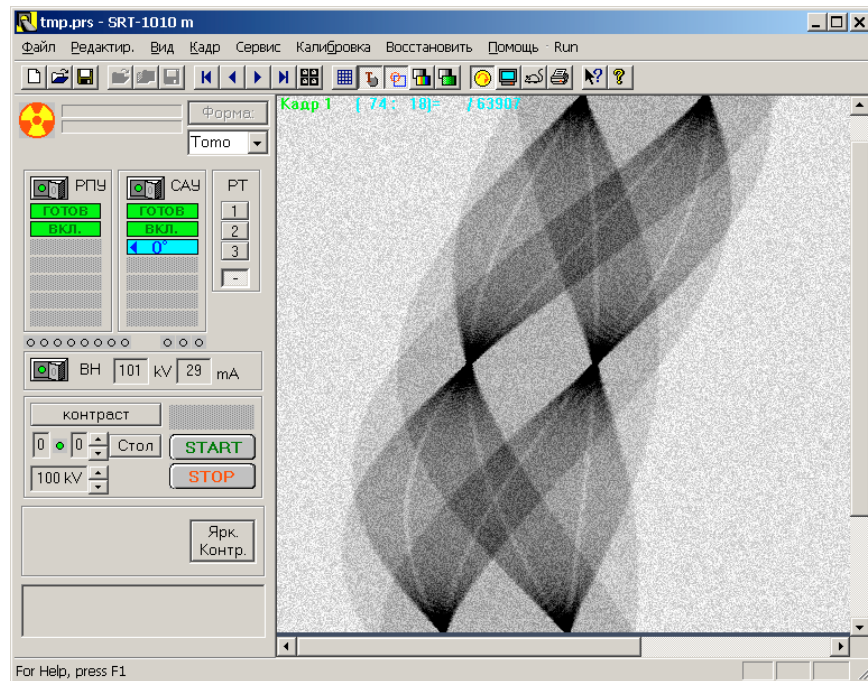 tmp.prs - SRT-1010 m
Файл Редактир. Вид Кадр Сервис Калибровка Восстановить Помощь Run
Кадр 1 ( 74 : 18)= / 63907
Форма:
Tomo
РПУ САУ РТ
ГОТОВ ГОТОВ 1
ВКЛ. ВКЛ. 2
0° 3
-
ВН 101 kV 29 mA
контраст
0 0 Стол START
100 kV STOP
Ярк.
Контр.
For Help, press F1